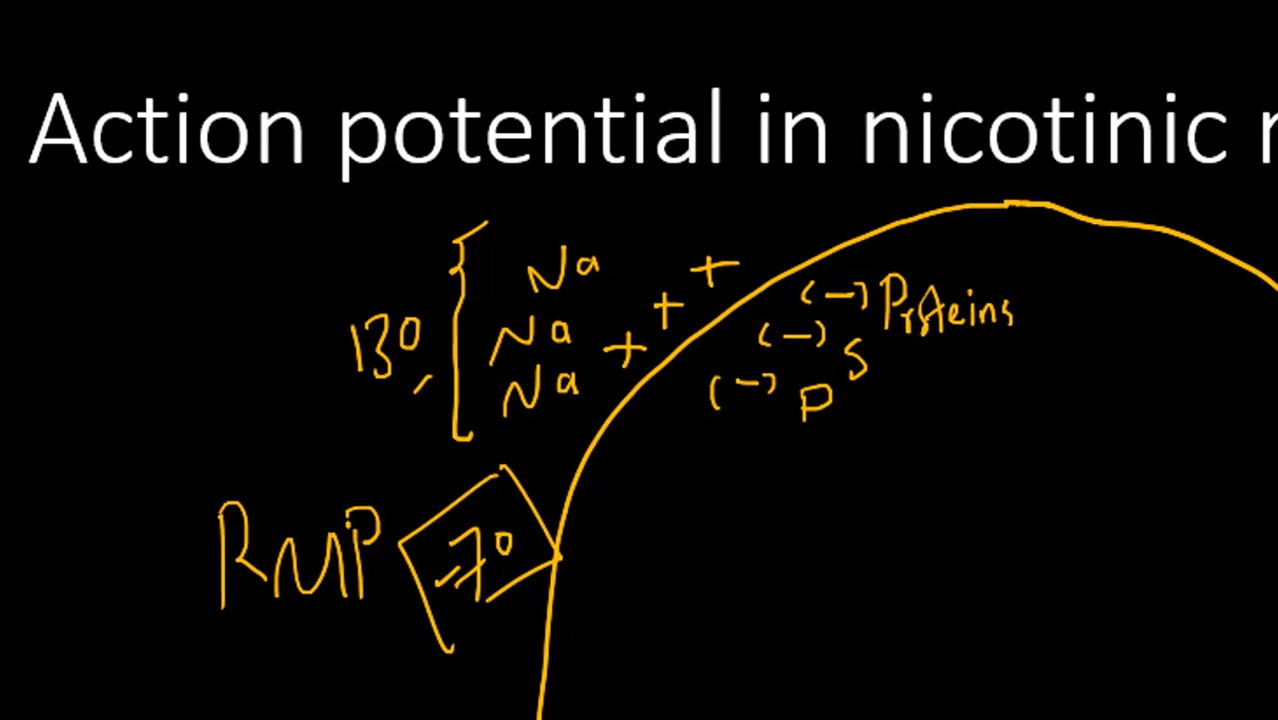 Action potential in nicotinic r
Na
+
(-) Proteins
130,
Na
+
(-)
S
Na
+
(-)
P
RMP
-70